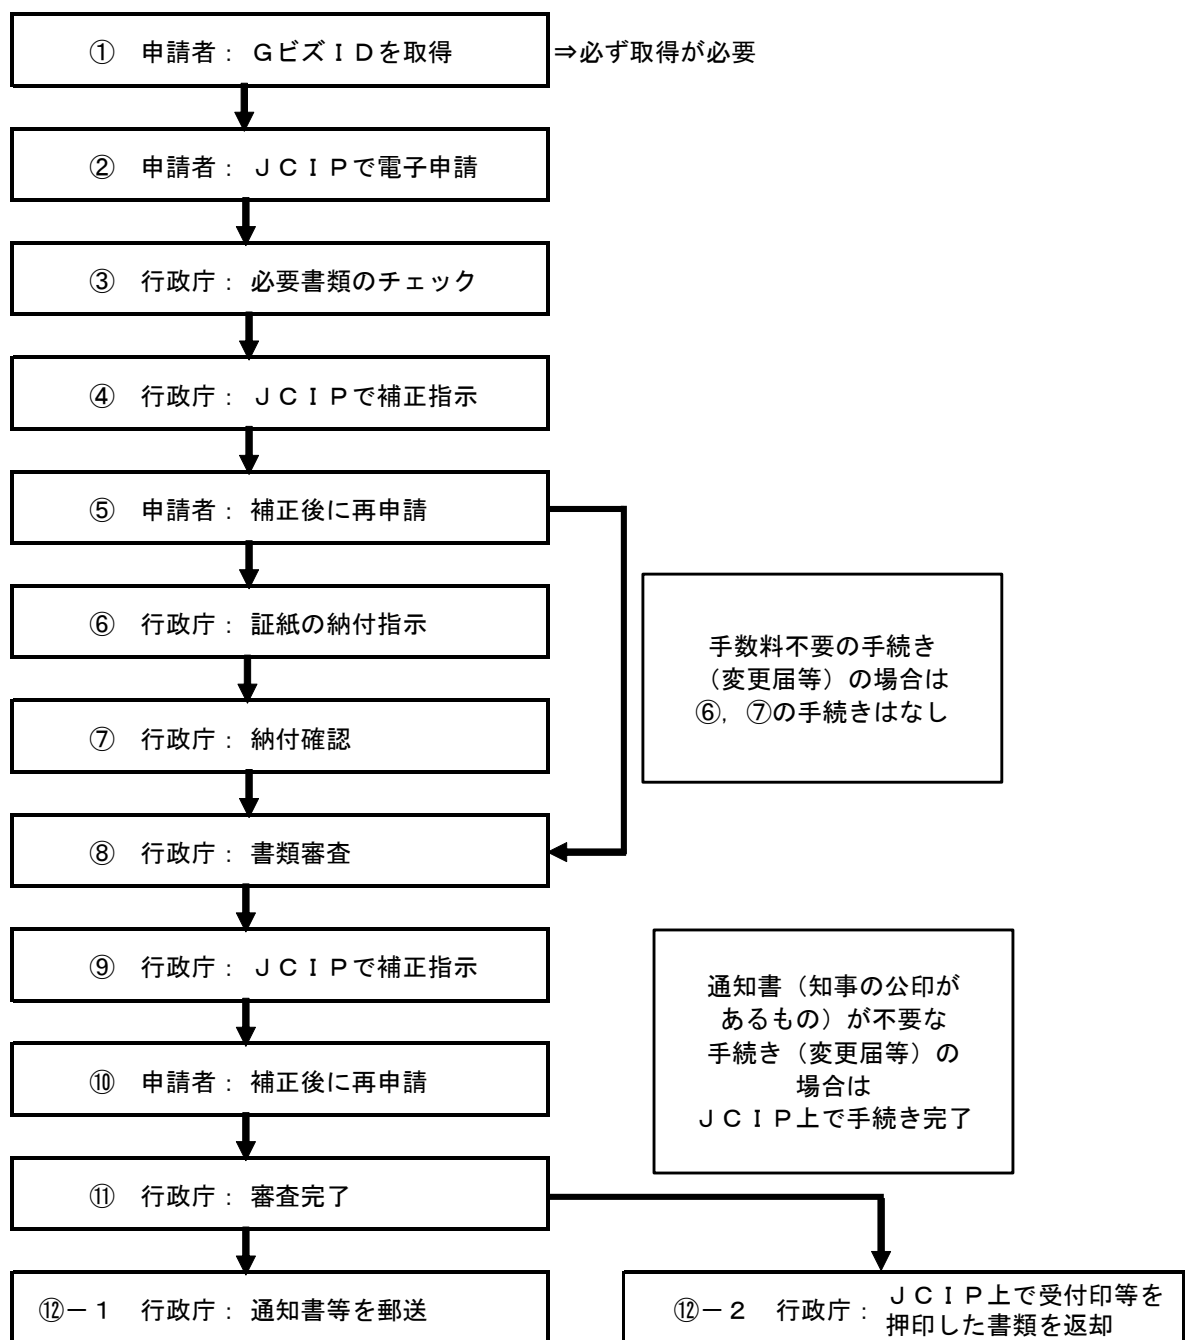 ① 申請者： ＧビズＩＤを取得 ⇒必ず取得が必要
② 申請者： ＪＣＩＰで電子申請
③ 行政庁： 必要書類のチェック
④ 行政庁： ＪＣＩＰで補正指示
⑤ 申請者： 補正後に再申請
⑥ 行政庁： 証紙の納付指示
手数料不要の手続き
（変更届等）の場合は
⑥，⑦の手続きはなし
⑦ 行政庁： 納付確認
⑧ 行政庁： 書類審査
⑨ 行政庁： ＪＣＩＰで補正指示
通知書（知事の公印が
あるもの）が不要な
手続き（変更届等）の
場合は
ＪＣＩＰ上で手続き完了
⑩ 申請者： 補正後に再申請
⑪ 行政庁： 審査完了
⑫－１ 行政庁： 通知書等を郵送
⑫－２ 行政庁： ＪＣＩＰ上で受付印等を
押印した書類を返却